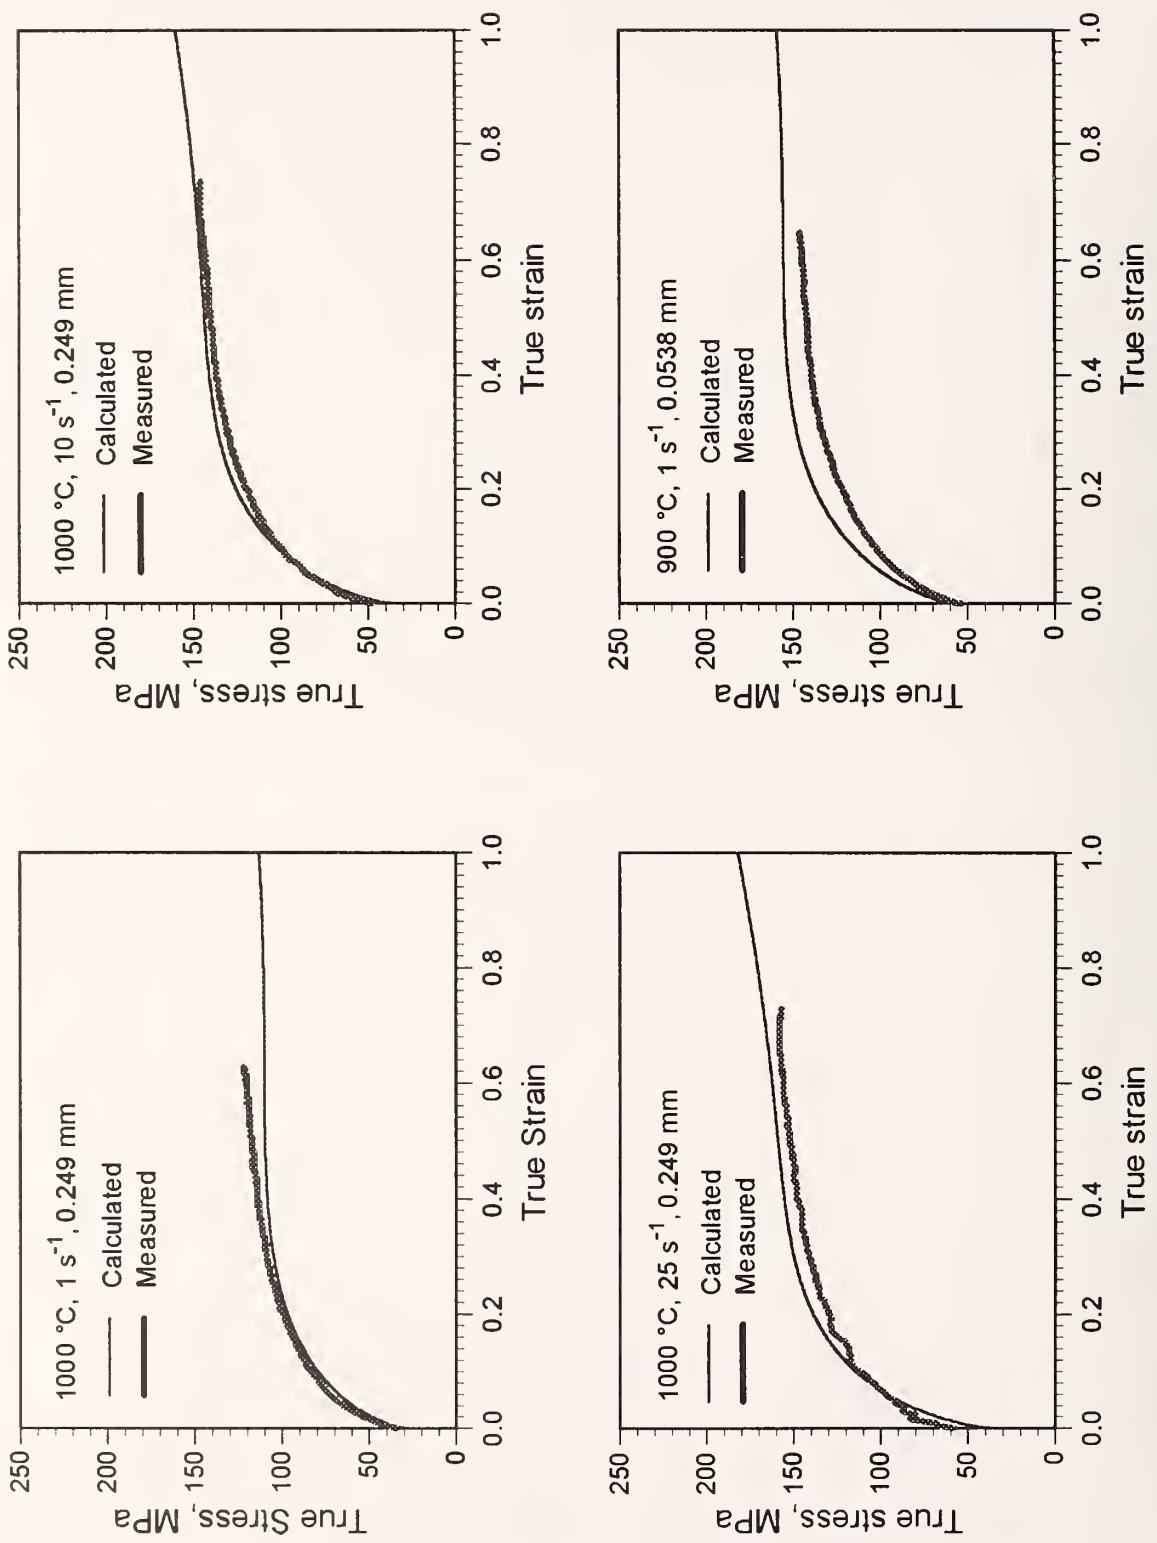 True Stress, MPa
250
200
150
100
50
0
1000 °C, 1 s⁻¹, 0.249 mm
Calculated
Measured
0.0 0.2 0.4 0.6 0.8 1.0
True Strain
True stress, MPa
250
200
150
100
50
0
1000 °C, 10 s⁻¹, 0.249 mm
Calculated
Measured
0.0 0.2 0.4 0.6 0.8 1.0
True strain
True stress, MPa
250
200
150
100
50
0
1000 °C, 25 s⁻¹, 0.249 mm
Calculated
Measured
0.0 0.2 0.4 0.6 0.8 1.0
True strain
True stress, MPa
250
200
150
100
50
0
900 °C, 1 s⁻¹, 0.0538 mm
Calculated
Measured
0.0 0.2 0.4 0.6 0.8 1.0
True strain